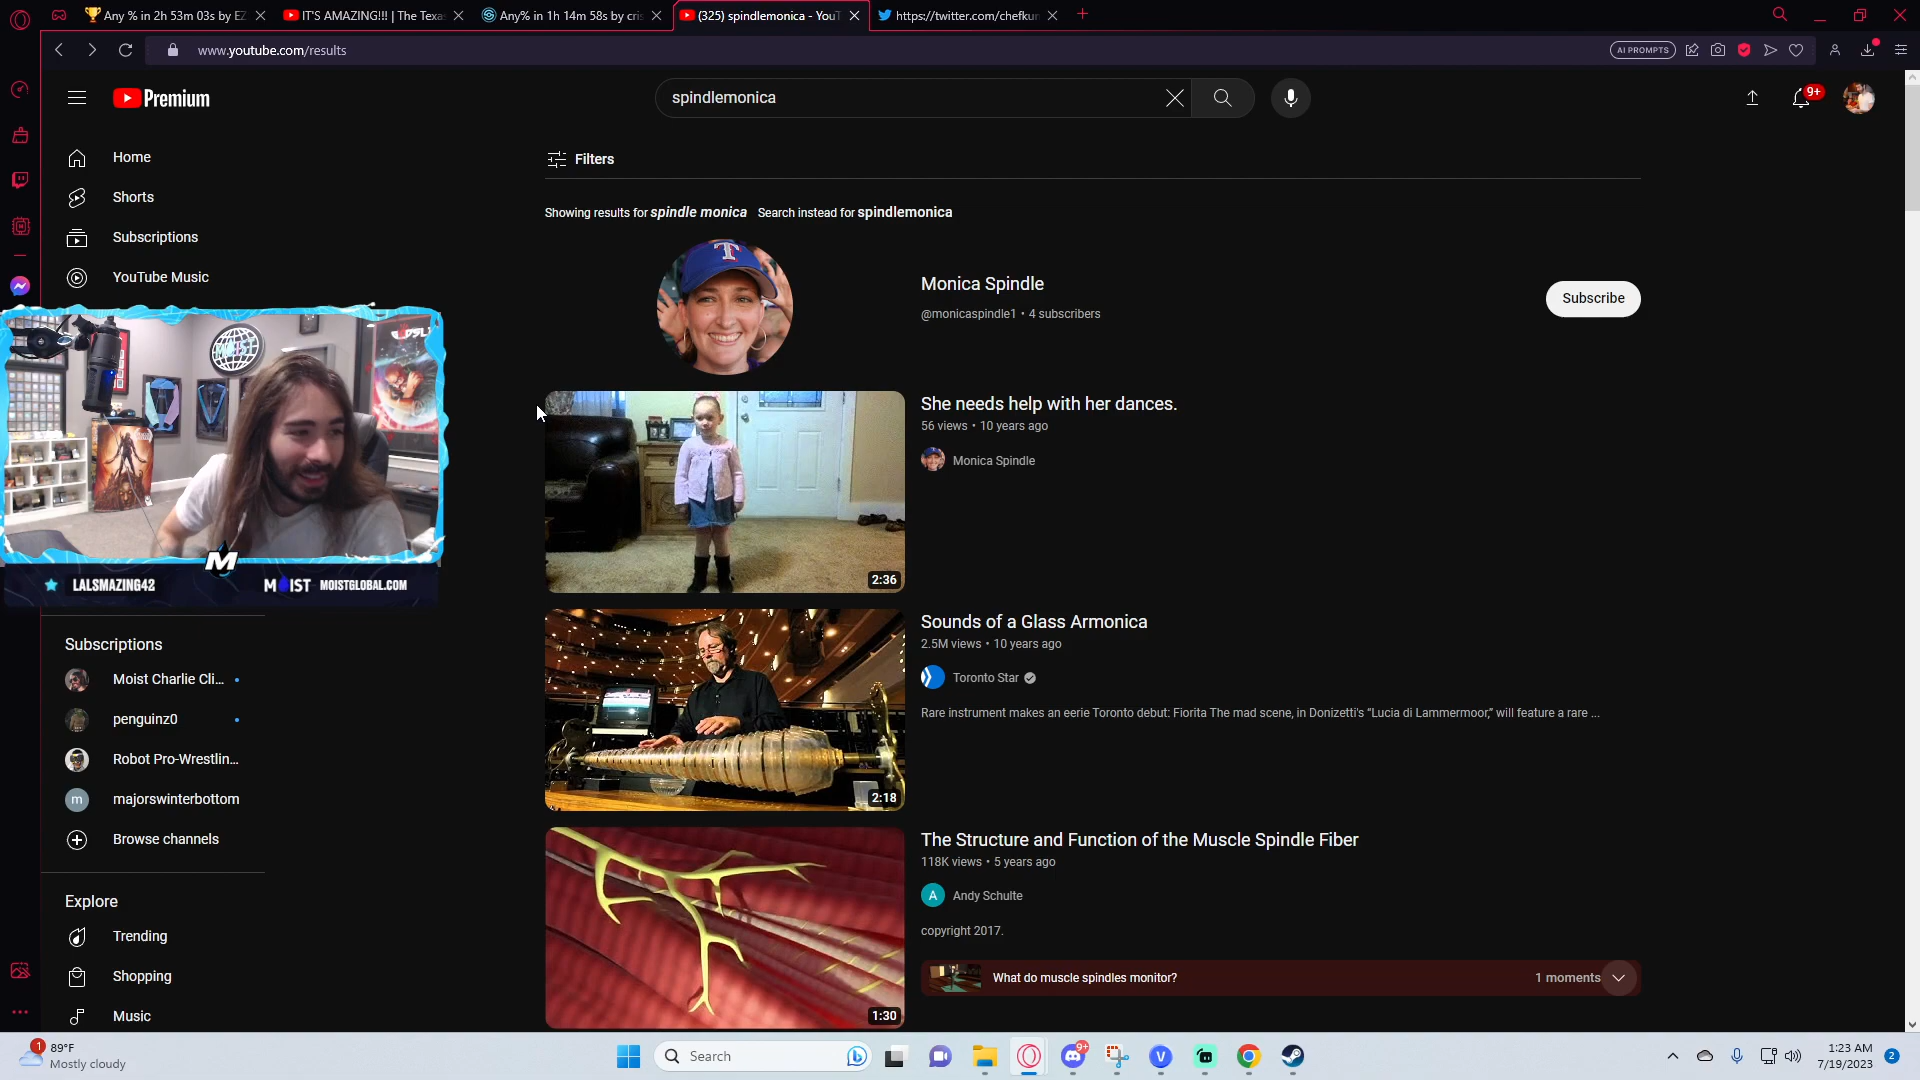 Any % in 2h 53m 03s by EZ
IT'S AMAZING!!! | The Texa
Any% in 1h 14m 58s by cris
(325) spindlemonica - YouT
https://twitter.com/chefkun
www.youtube.com/results
AI PROMPTS
Premium
spindlemonica
9+
Home
Shorts
Subscriptions
YouTube Music
Filters
Showing results for spindle monica Search instead for spindlemonica
Monica Spindle
@monicaspindle1 • 4 subscribers
Subscribe
She needs help with her dances.
56 views • 10 years ago
Monica Spindle
2:36
M
LALSMAZING42
MOIST MOISTGLOBAL.COM
Sounds of a Glass Armonica
2.5M views • 10 years ago
Toronto Star
Rare instrument makes an eerie Toronto debut: Fiorita The mad scene, in Donizetti's "Lucia di Lammermoor," will feature a rare ...
2:18
Subscriptions
Moist Charlie Cli...
penguinz0
Robot Pro-Wrestlin...
m majorswinterbottom
Browse channels
Explore
Trending
Shopping
Music
The Structure and Function of the Muscle Spindle Fiber
118K views • 5 years ago
A Andy Schulte
copyright 2017.
What do muscle spindles monitor?
1 moments
1:30
1
89°F
Mostly cloudy
Search
9+
V
1:23 AM
7/19/2023
2